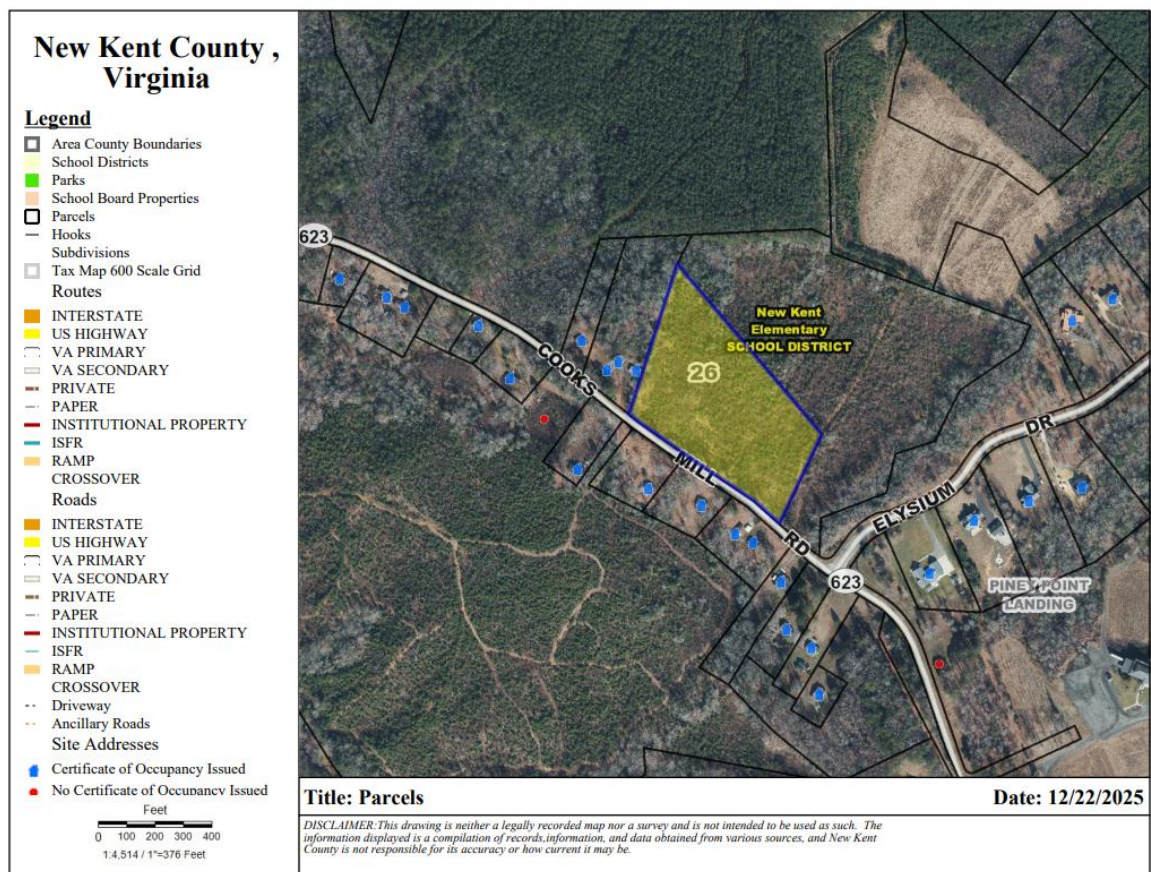 New Kent County ,
Virginia
Legend
Area County Boundaries
School Districts
Parks
School Board Properties
Parcels
Hooks
Subdivisions
Tax Map 600 Scale Grid
Routes
INTERSTATE
US HIGHWAY
VA PRIMARY
VA SECONDARY
PRIVATE
PAPER
INSTITUTIONAL PROPERTY
ISFR
RAMP
CROSSOVER
Roads
INTERSTATE
US HIGHWAY
VA PRIMARY
VA SECONDARY
PRIVATE
PAPER
INSTITUTIONAL PROPERTY
ISFR
RAMP
CROSSOVER
Driveway
Ancillary Roads
Site Addresses
Certificate of Occupancy Issued
No Certificate of Occupancy Issued
Feet
0 100 200 300 400
1:4,514 / 1"=376 Feet
623
COOKS
MILL
RD
26
New Kent
Elementary
SCHOOL DISTRICT
ELYSIUM
DR
623
PINEY POINT
LANDING
Title: Parcels
Date: 12/22/2025
DISCLAIMER:This drawing is neither a legally recorded map nor a survey and is not intended to be used as such. The
information displayed is a compilation of records,information, and data obtained from various sources, and New Kent
County is not responsible for its accuracy or how current it may be.